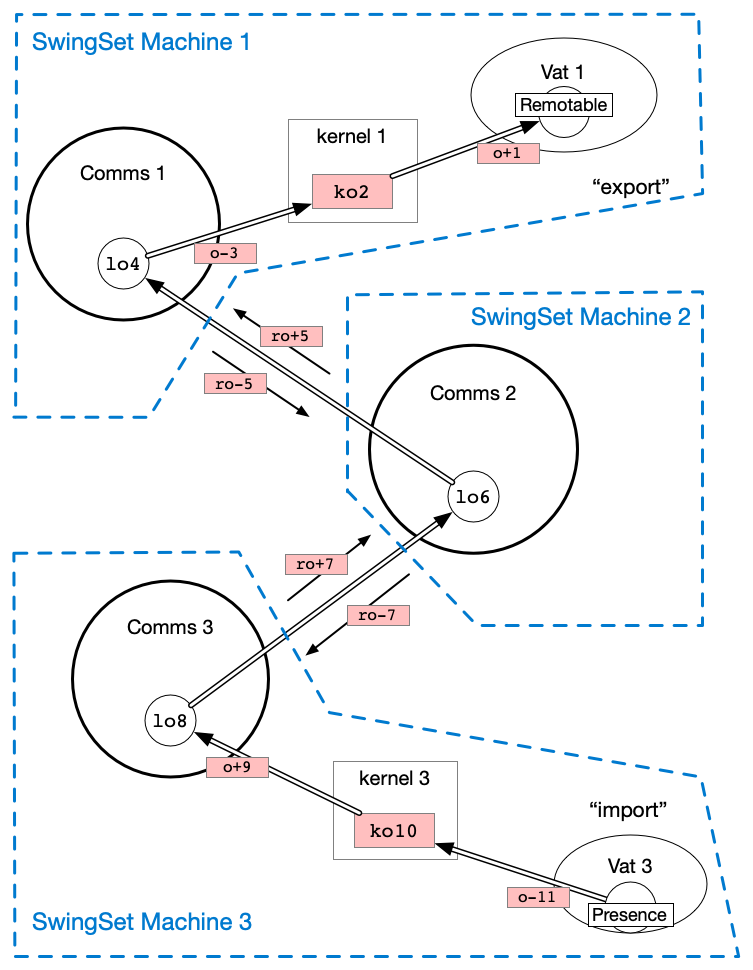 SwingSet Machine 1
Vat 1
Remotable
kernel 1
o+1
Comms 1
ko2
“export”
o-3
lo4
SwingSet Machine 2
ro+5
ro-5
Comms 2
lo6
ro+7
ro-7
Comms 3
lo8
o+9
kernel 3
“import”
ko10
Vat 3
o-11
Presence
SwingSet Machine 3